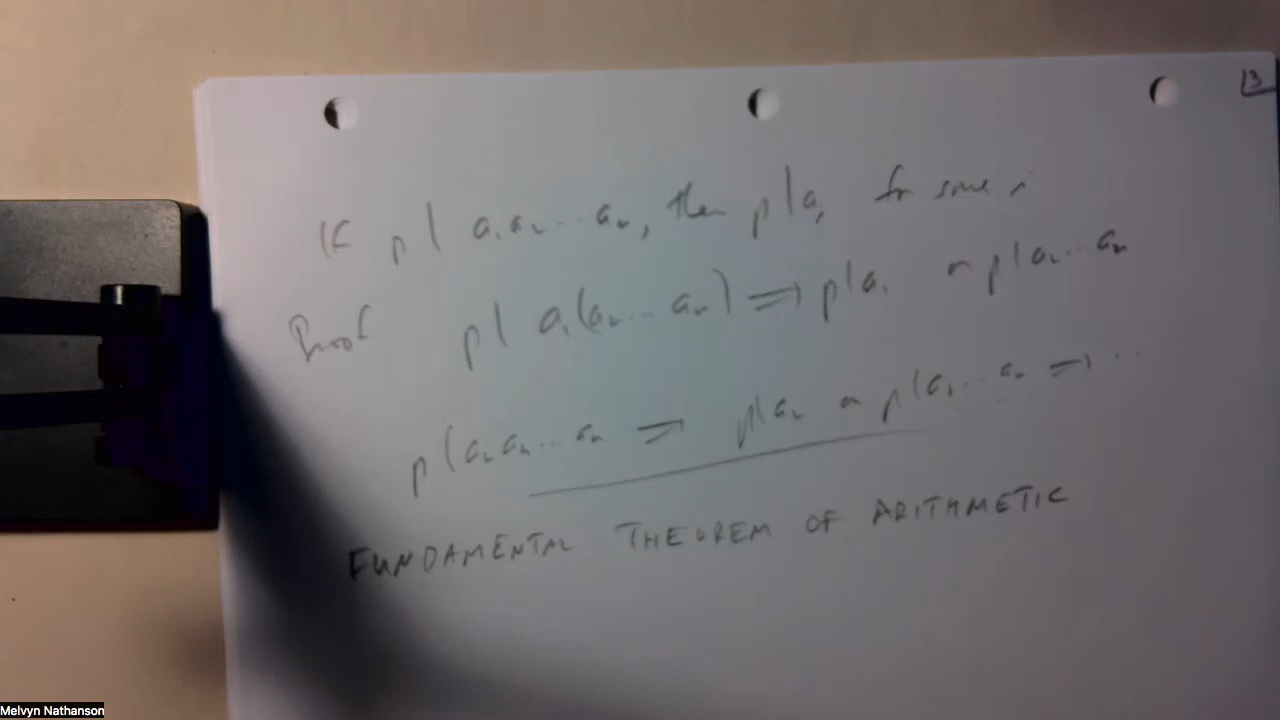 13
If p | a₁a₂...aₙ, then p | aᵢ for some i
Proof p | a₁(a₂...aₙ) ⟹ p | a₁ or p | a₂...aₙ
p | a₂a₃...aₙ ⟹ p | a₂ or p | a₃...aₙ ⟹ ...
FUNDAMENTAL THEOREM OF ARITHMETIC
Melvyn Nathanson